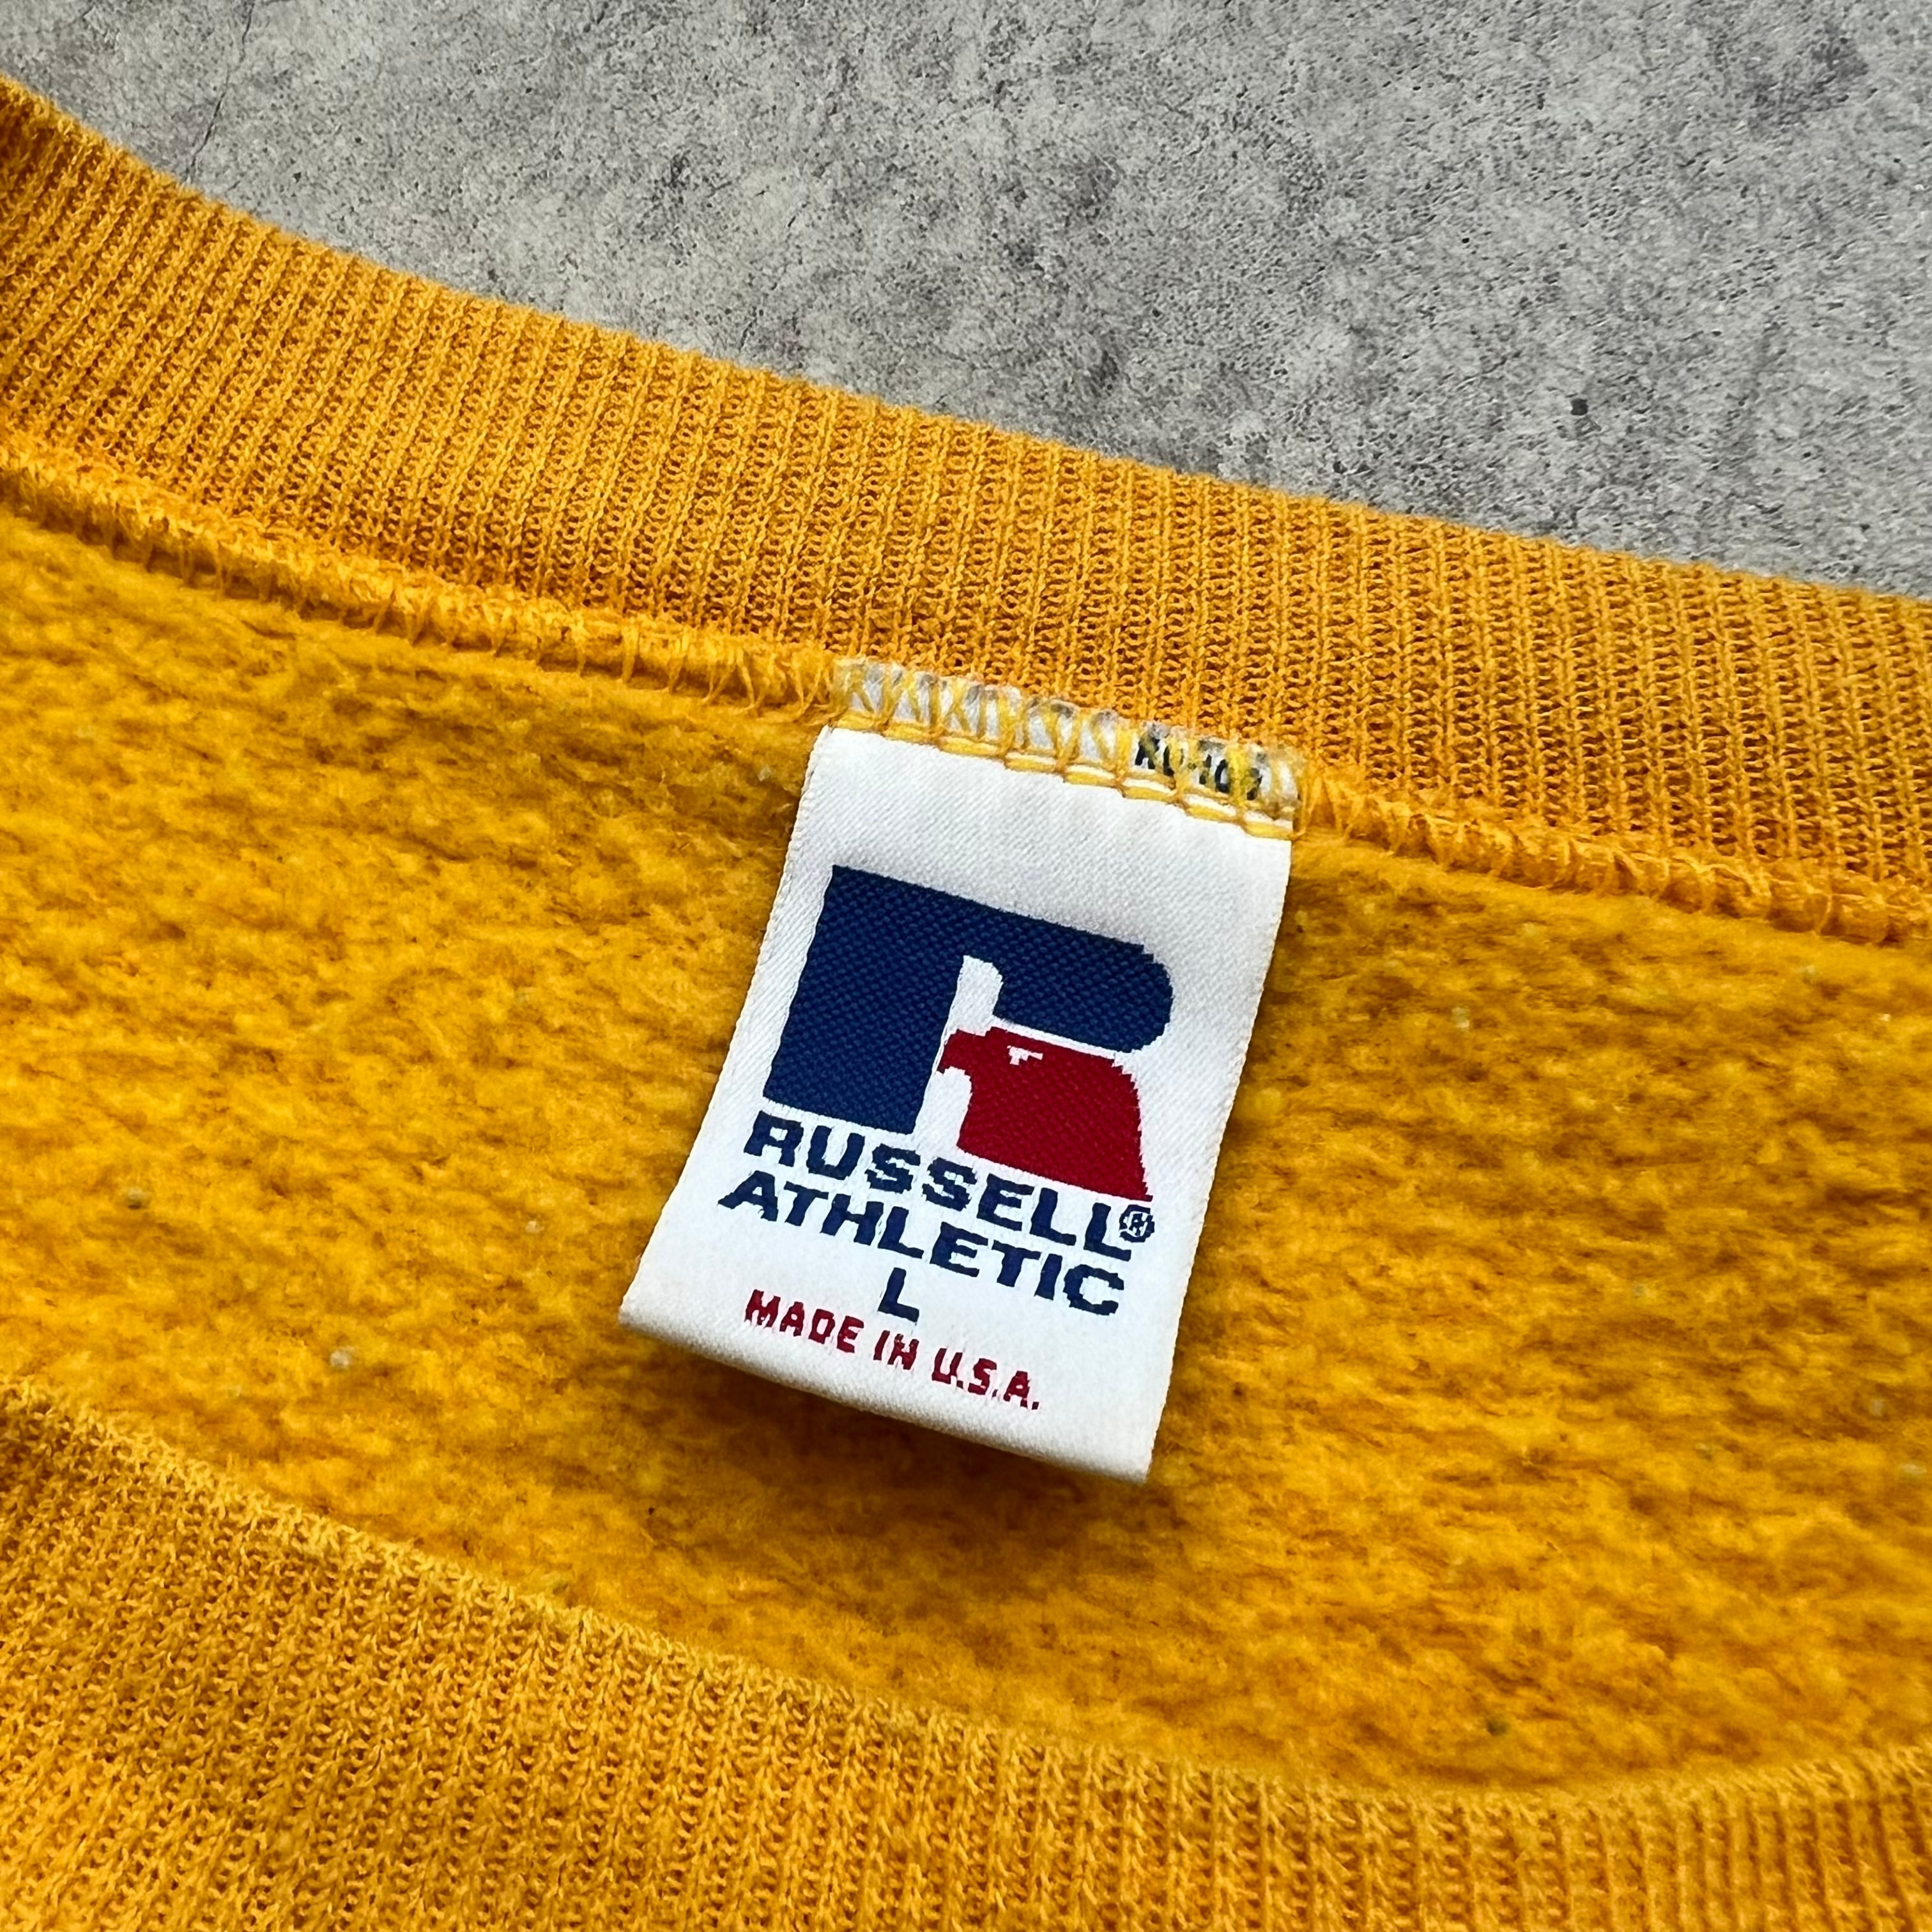 RUSSELL®
ATHLETIC
L
MADE IN U.S.A.